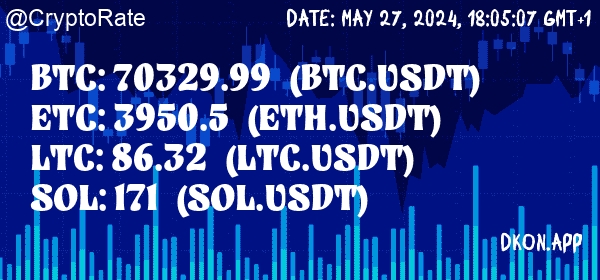 @CryptoRate
DATE: MAY 27, 2024, 18:05:07 GMT+1
BTC: 70329.99 (BTC.USDT)
ETC: 3950.5 (ETH.USDT)
LTC: 86.32 (LTC.USDT)
SOL: 171 (SOL.USDT)
DKON.APP